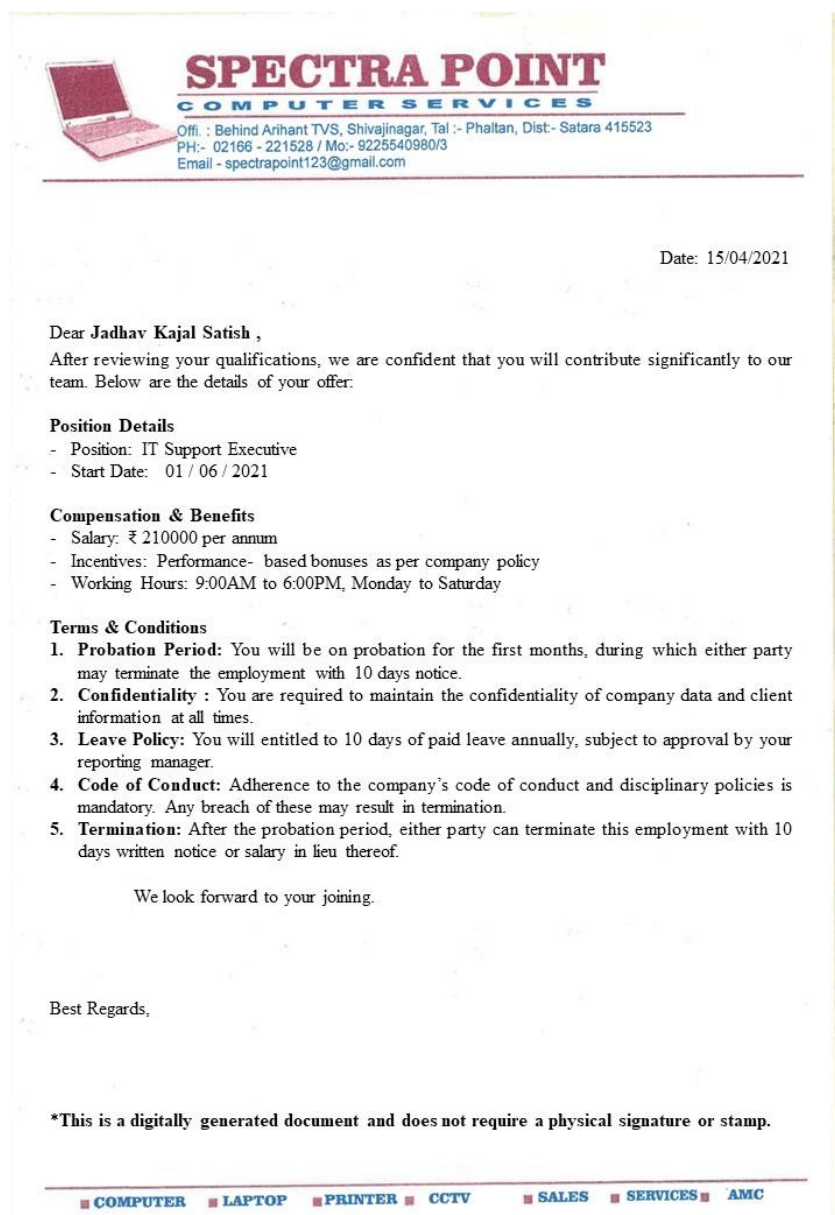 SPECTRA POINT
COMPUTER SERVICES
Offi. : Behind Arihant TVS, Shivajinagar, Tal :- Phaltan, Dist:- Satara 415523
PH:- 02166 - 221528 / Mo:- 9225540980/3
Email - spectrapoint123@gmail.com
Date: 15/04/2021
Dear Jadhav Kajal Satish ,
After reviewing your qualifications, we are confident that you will contribute significantly to our
team. Below are the details of your offer:
Position Details
- Position: IT Support Executive
- Start Date: 01 / 06 / 2021
Compensation & Benefits
- Salary: ₹ 210000 per annum
- Incentives: Performance- based bonuses as per company policy
- Working Hours: 9:00AM to 6:00PM, Monday to Saturday
Terms & Conditions
1. Probation Period: You will be on probation for the first months, during which either party
may terminate the employment with 10 days notice.
2. Confidentiality : You are required to maintain the confidentiality of company data and client
information at all times.
3. Leave Policy: You will entitled to 10 days of paid leave annually, subject to approval by your
reporting manager.
4. Code of Conduct: Adherence to the company's code of conduct and disciplinary policies is
mandatory. Any breach of these may result in termination.
5. Termination: After the probation period, either party can terminate this employment with 10
days written notice or salary in lieu thereof.
We look forward to your joining.
Best Regards,
*This is a digitally generated document and does not require a physical signature or stamp.
COMPUTER LAPTOP PRINTER CCTV SALES SERVICES AMC